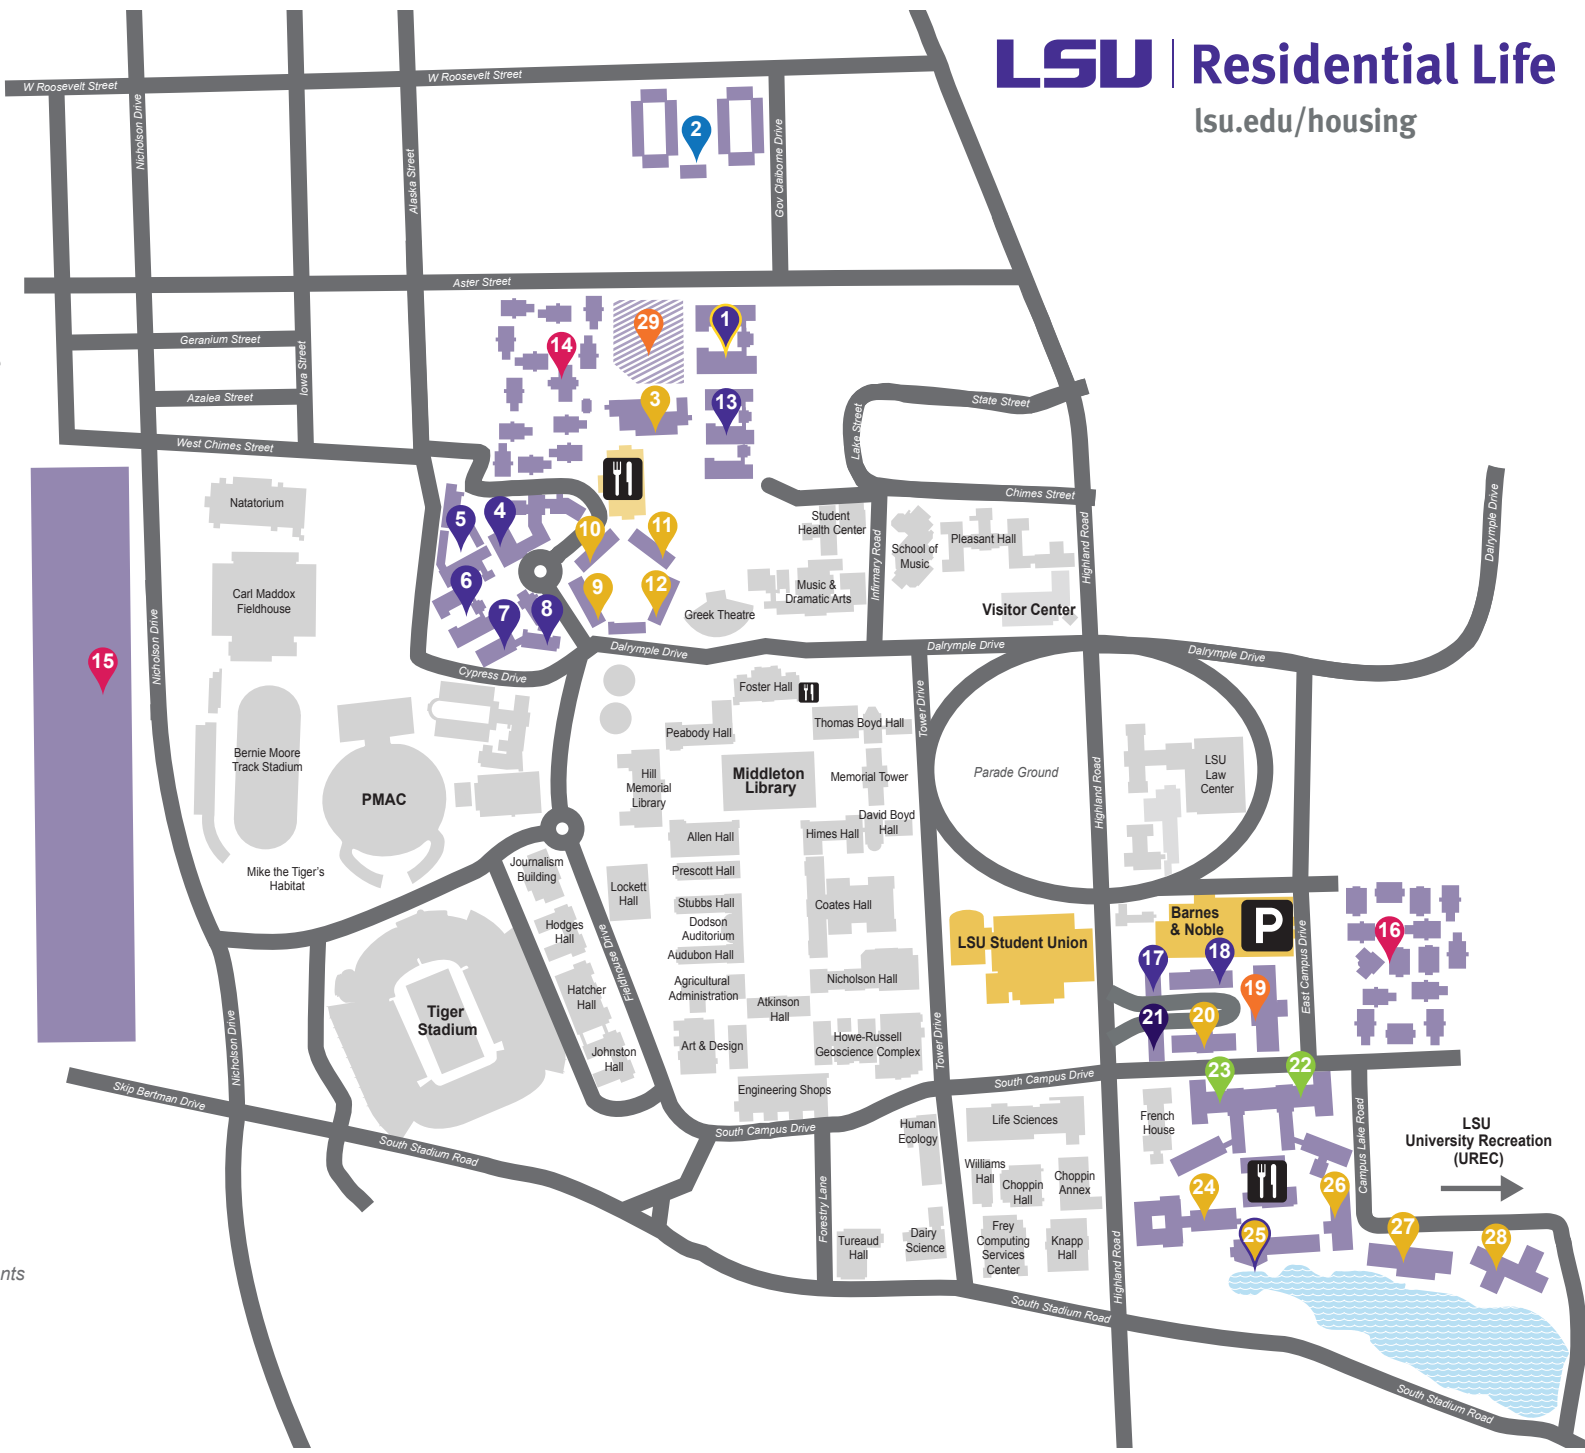 LSU | Residential Life
lsu.edu/housing
W Roosevelt Street
W Roosevelt Street
Nicholson Drive
Alaska Street
Gov Claiborne Drive
2
Aster Street
Geranium Street
Iowa Street
Azalea Street
West Chimes Street
29
1
14
3
13
State Street
Lake Street
Chimes Street
Dalrymple Drive
Natatorium
5
4
10
11
Student
Health Center
School of
Music
Pleasant Hall
Highland Road
Infirmary Road
Carl Maddox
Fieldhouse
6
9
12
7
8
Music &
Dramatic Arts
Greek Theatre
Visitor Center
Nicholson Drive
15
Cypress Drive
Dalrymple Drive
Dalrymple Drive
Dalrymple Drive
Foster Hall
Tower Drive
Peabody Hall
Thomas Boyd Hall
Bernie Moore
Track Stadium
PMAC
Hill
Memorial
Library
Middleton
Library
Memorial Tower
Parade Ground
LSU
Law
Center
Highland Road
David Boyd
Hall
Allen Hall
Himes Hall
Mike the Tiger's
Habitat
Journalism
Building
Prescott Hall
Lockett
Hall
Stubbs Hall
Coates Hall
Dodson
Auditorium
Hodges
Hall
Fieldhouse Drive
Audubon Hall
LSU Student Union
Barnes
& Noble
P
East Campus Drive
16
17
18
19
20
21
Hatcher
Hall
Agricultural
Administration
Nicholson Hall
Atkinson
Hall
Tiger
Stadium
Art & Design
Howe-Russell
Geoscience Complex
Tower Drive
Johnston
Hall
Nicholson Drive
Skip Bertman Drive
Engineering Shops
South Campus Drive
23
22
South Campus Drive
Human
Ecology
Life Sciences
French
House
Campus Lake Road
LSU
University Recreation
(UREC)
South Stadium Road
Forestry Lane
Williams
Hall
Choppin
Hall
Choppin
Annex
24
26
25
27
28
Tureaud
Hall
Dairy
Science
Frey
Computing
Services
Center
Knapp
Hall
Highland Road
nts
South Stadium Road
South Stadium Road